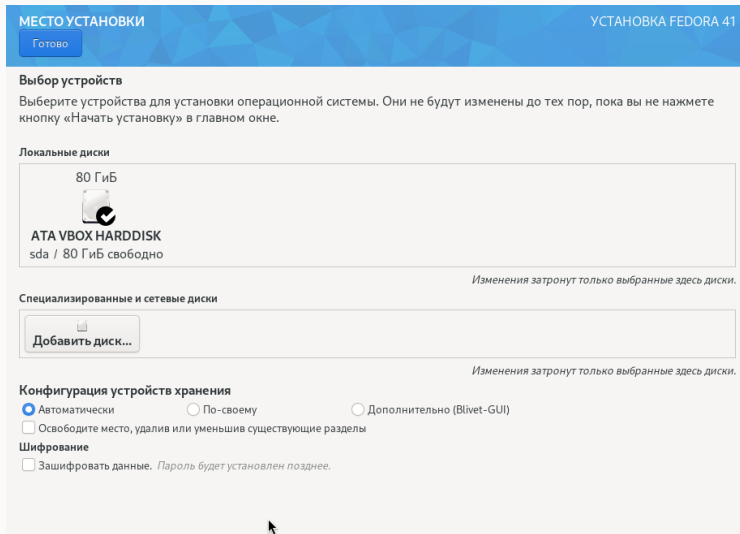 МЕСТО УСТАНОВКИ
УСТАНОВКА FEDORA 41
Готово
Выбор устройств
Выберите устройства для установки операционной системы. Они не будут изменены до тех пор, пока вы не нажмете
кнопку «Начать установку» в главном окне.
Локальные диски
80 ГиБ
ATA VBOX HARDDISK
sda / 80 ГиБ свободно
Изменения затронут только выбранные здесь диски.
Специализированные и сетевые диски
Добавить диск...
Изменения затронут только выбранные здесь диски.
Конфигурация устройств хранения
Автоматически
По-своему
Дополнительно (Blivet-GUI)
Освободите место, удалив или уменьшив существующие разделы
Шифрование
Зашифровать данные. Пароль будет установлен позднее.